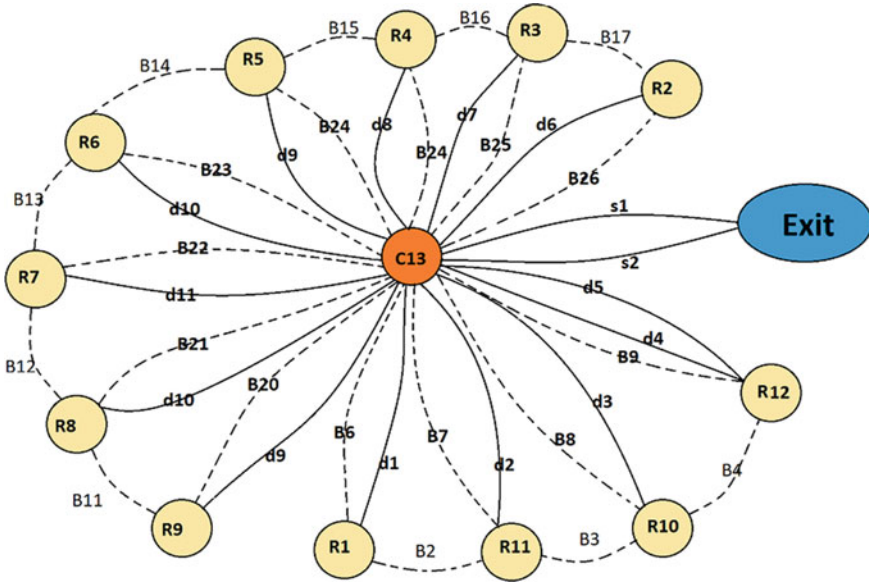 B16
B15
R4
R3
B17
R5
B14
R2
B24
d8
d7
d6
B24
B25
R6
d9
B23
B26
B13
d10
s1
Exit
B22
C13
s2
R7
d11
d5
d4
B21
B9
B12
B20
R12
d10
d3
R8
B6
B7
B8
d9
d1
d2
B4
B11
R9
R1
R11
R10
B2
B3